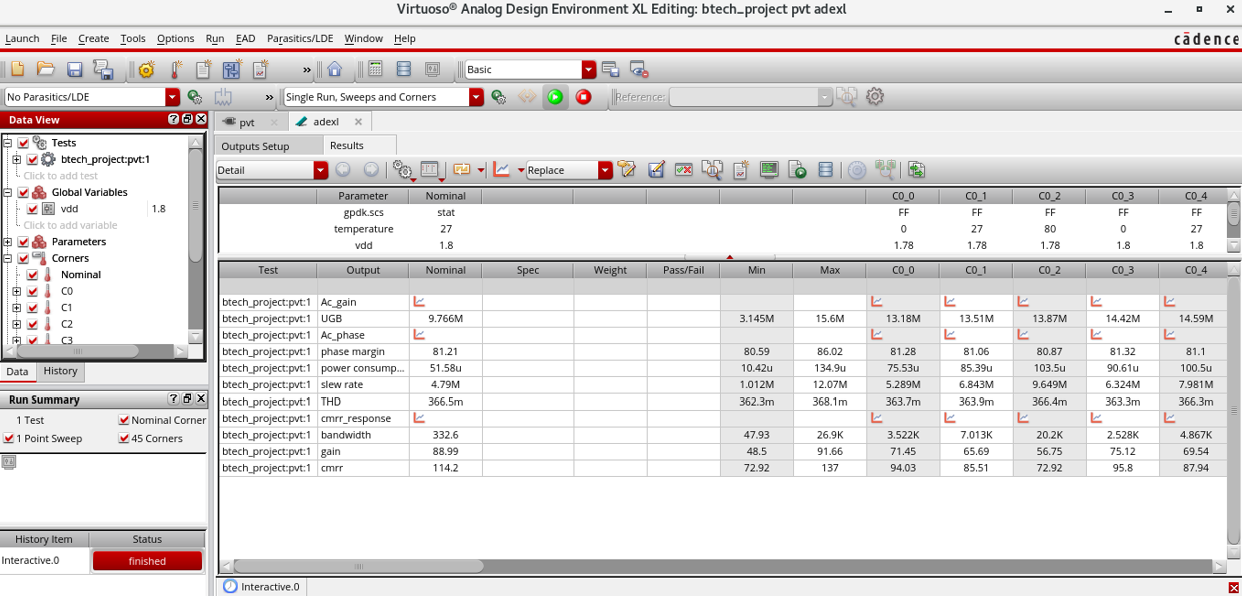 Virtuoso® Analog Design Environment XL Editing: btech_project pvt adexl
Launch File Create Tools Options Run EAD Parasitics/LDE Window Help
cādence
» Basic
No Parasitics/LDE » Single Run, Sweeps and Corners Reference:
Data View
Tests
btech_project:pvt:1
Click to add test
Global Variables
vdd 1.8
Click to add variable
Parameters
Corners
Nominal
C0
C1
C2
C3
Data History
Run Summary
1 Test Nominal Corner
1 Point Sweep 45 Corners
History Item Status
Interactive.0 finished
pvt adexl
Outputs Setup Results
Detail Replace
Parameter Nominal C0_0 C0_1 C0_2 C0_3 C0_4
gpdk.scs stat FF FF FF FF FF
temperature 27 0 27 80 0 27
vdd 1.8 1.78 1.78 1.78 1.8 1.8
Test Output Nominal Spec Weight Pass/Fail Min Max C0_0 C0_1 C0_2 C0_3 C0_4
btech_project:pvt:1 Ac_gain
btech_project:pvt:1 UGB 9.766M 3.145M 15.6M 13.18M 13.51M 13.87M 14.42M 14.59M
btech_project:pvt:1 Ac_phase
btech_project:pvt:1 phase margin 81.21 80.59 86.02 81.28 81.06 80.87 81.32 81.1
btech_project:pvt:1 power consump... 51.58u 10.42u 134.9u 75.53u 85.39u 103.5u 90.61u 100.5u
btech_project:pvt:1 slew rate 4.79M 1.012M 12.07M 5.289M 6.843M 9.649M 6.324M 7.981M
btech_project:pvt:1 THD 366.5m 362.3m 368.1m 363.7m 363.9m 366.4m 363.3m 366.3m
btech_project:pvt:1 cmrr_response
btech_project:pvt:1 bandwidth 332.6 47.93 26.9K 3.522K 7.013K 20.2K 2.528K 4.867K
btech_project:pvt:1 gain 88.99 48.5 91.66 71.45 65.69 56.75 75.12 69.54
btech_project:pvt:1 cmrr 114.2 72.92 137 94.03 85.51 72.92 95.8 87.94
Interactive.0